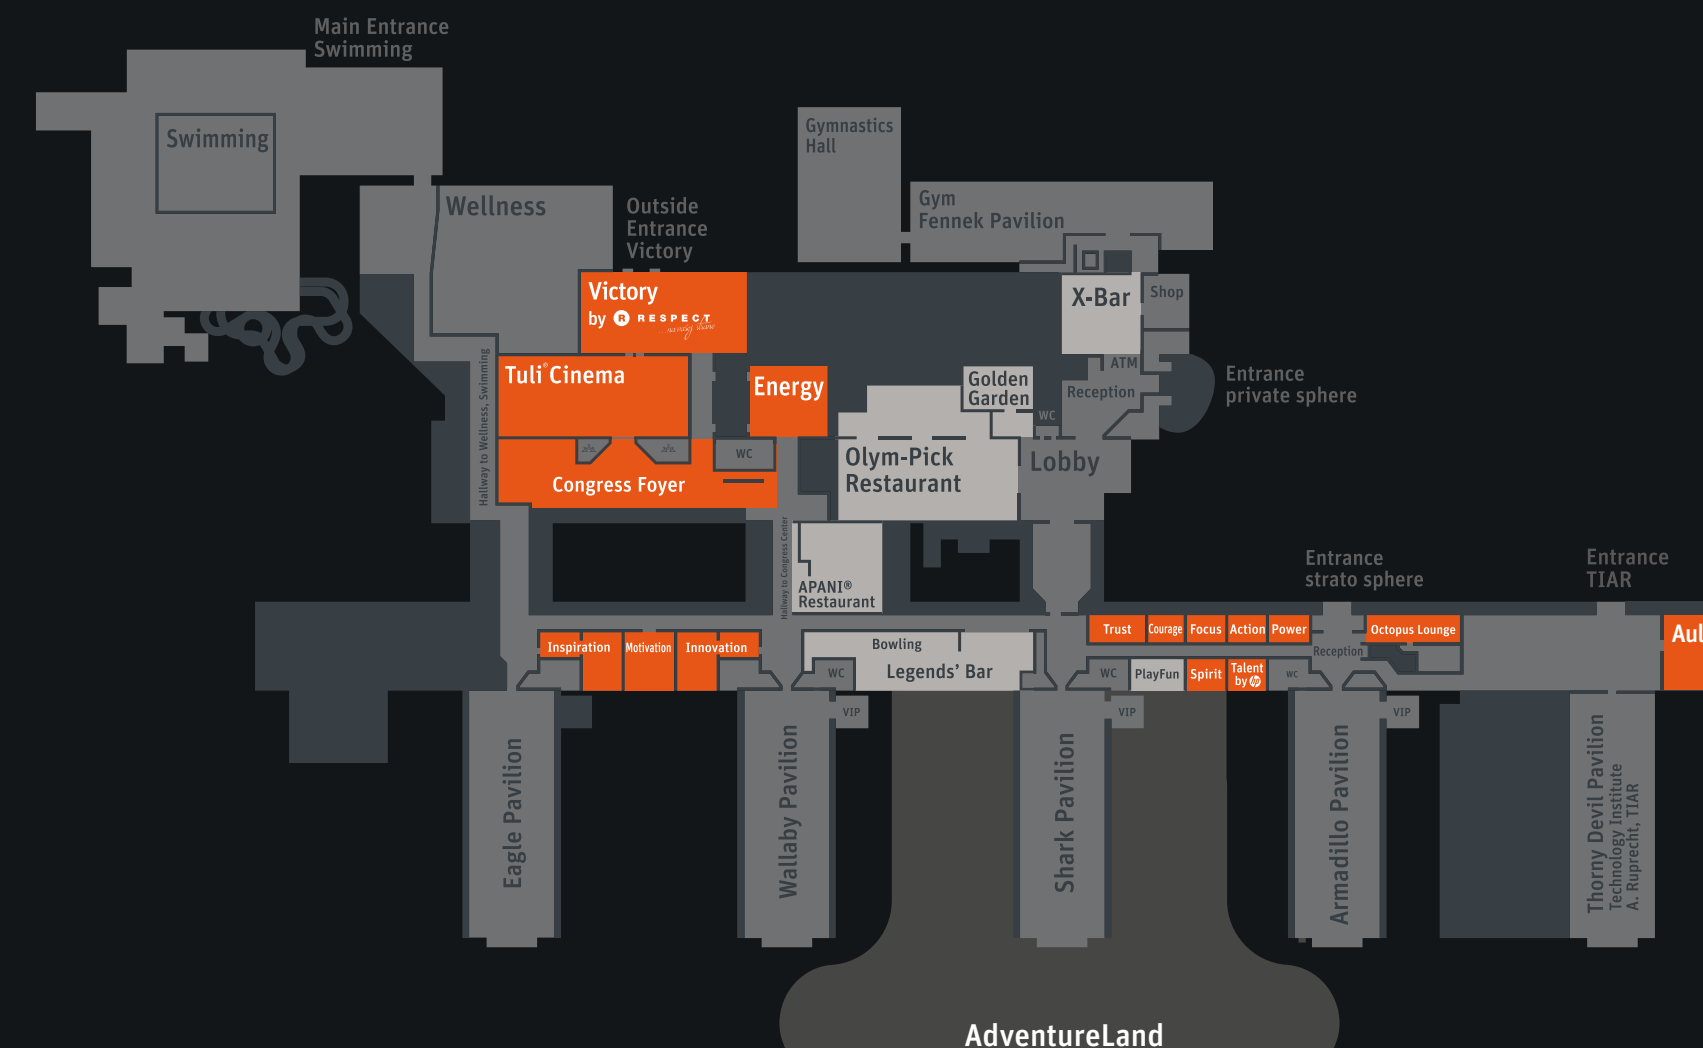 Main Entrance
Swimming
Swimming
Wellness
Outside
Entrance
Victory
Gymnastics
Hall
Gym
Fennek Pavilion
Victory
by R RESPECT
X-Bar
Shop
Tuli® Cinema
Energy
Golden
Garden
ATM
Reception
Entrance
private sphere
WC
Hallway to Wellness, Swimming
WC
Congress Foyer
Olym-Pick
Restaurant
Lobby
Hallway to Congress Center
APANI®
Restaurant
Entrance
strato sphere
Entrance
TIAR
Inspiration
Motivation
Innovation
Bowling
Legends' Bar
WC
Trust
Courage
Focus
Action
Power
Reception
Octopus Lounge
Aul
WC
PlayFun
Spirit
Talent
by hp
WC
VIP
VIP
VIP
Eagle Pavilion
Wallaby Pavilion
Shark Pavilion
Armadillo Pavilion
Thorny Devil Pavilion
Technology Institute
A. Ruprecht, TIAR
AdventureLand